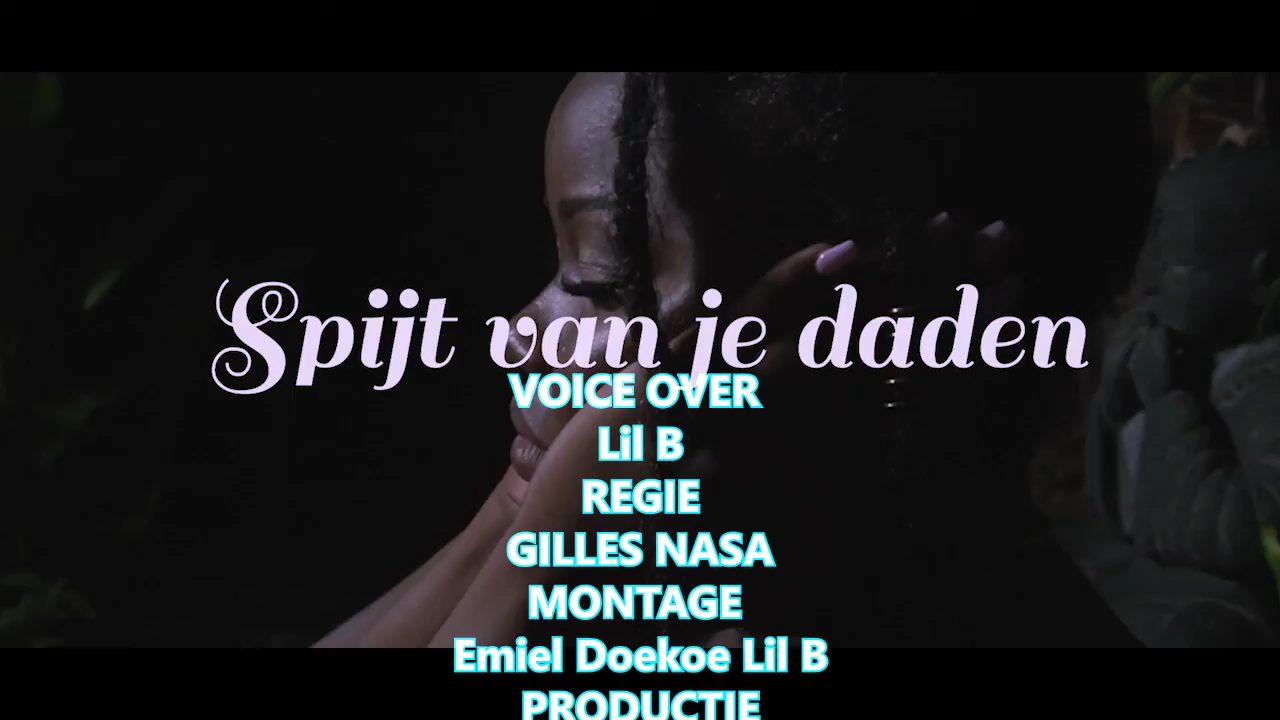 Spijt van je daden
VOICE OVER
Lil B
REGIE
GILLES NASA
MONTAGE
Emiel Doekoe Lil B
PRODUCTIE